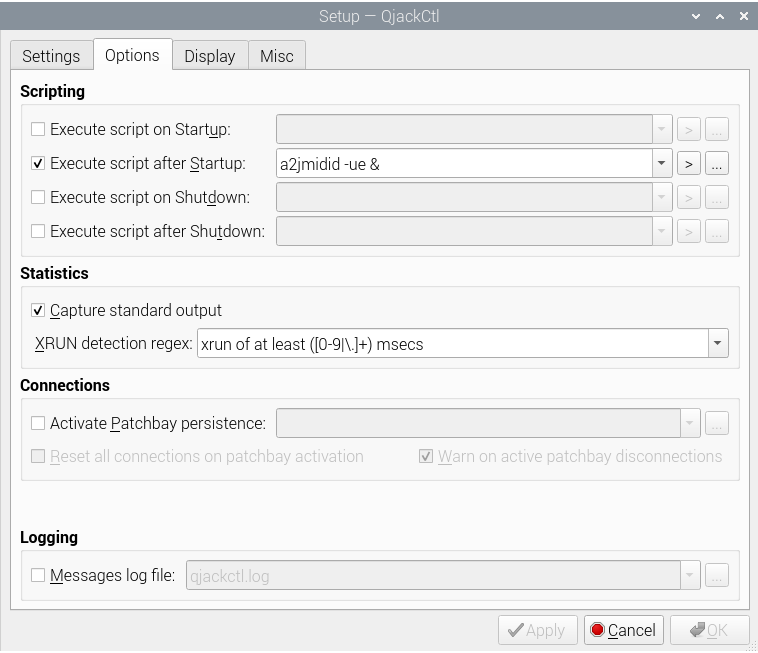 Setup — QjackCtl
Settings Options Display Misc
Scripting
Execute script on Startup: > ...
Execute script after Startup: a2jmidid -ue & > ...
Execute script on Shutdown: > ...
Execute script after Shutdown: > ...
Statistics
Capture standard output
XRUN detection regex: xrun of at least ([0-9|\.]+) msecs
Connections
Activate Patchbay persistence: ...
Reset all connections on patchbay activation Warn on active patchbay disconnections
Logging
Messages log file: qjackctl.log ...
Apply Cancel OK